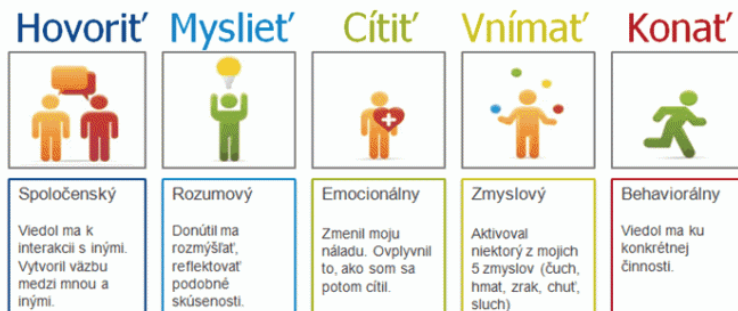 Hovoriť Myslieť Cítiť Vnímať Konať
Spoločenský
Viedol ma k
interakcii s inými.
Vytvoril väzbu
medzi mnou a
inými.
Rozumový
Donútil ma
rozmýšľať,
reflektovať
podobné
skúsenosti.
Emocionálny
Zmenil moju
náladu. Ovplyvnil
to, ako som sa
potom cítil.
Zmyslový
Aktivoval
niektorý z mojich
5 zmyslov (čuch,
hmat, zrak, chuť,
sluch)
Behaviorálny
Viedol ma ku
konkrétnej
činnosti.